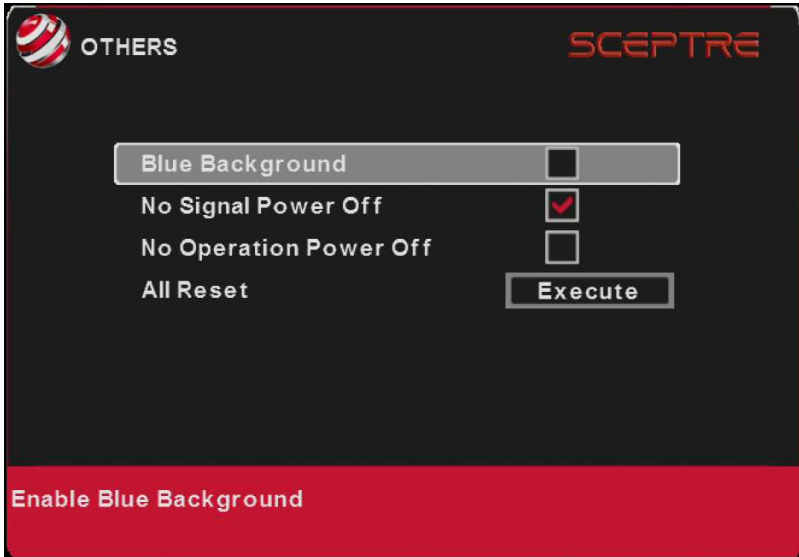 OTHERS
SCEPTRE
Blue Background
No Signal Power Off
No Operation Power Off
All Reset Execute
Enable Blue Background